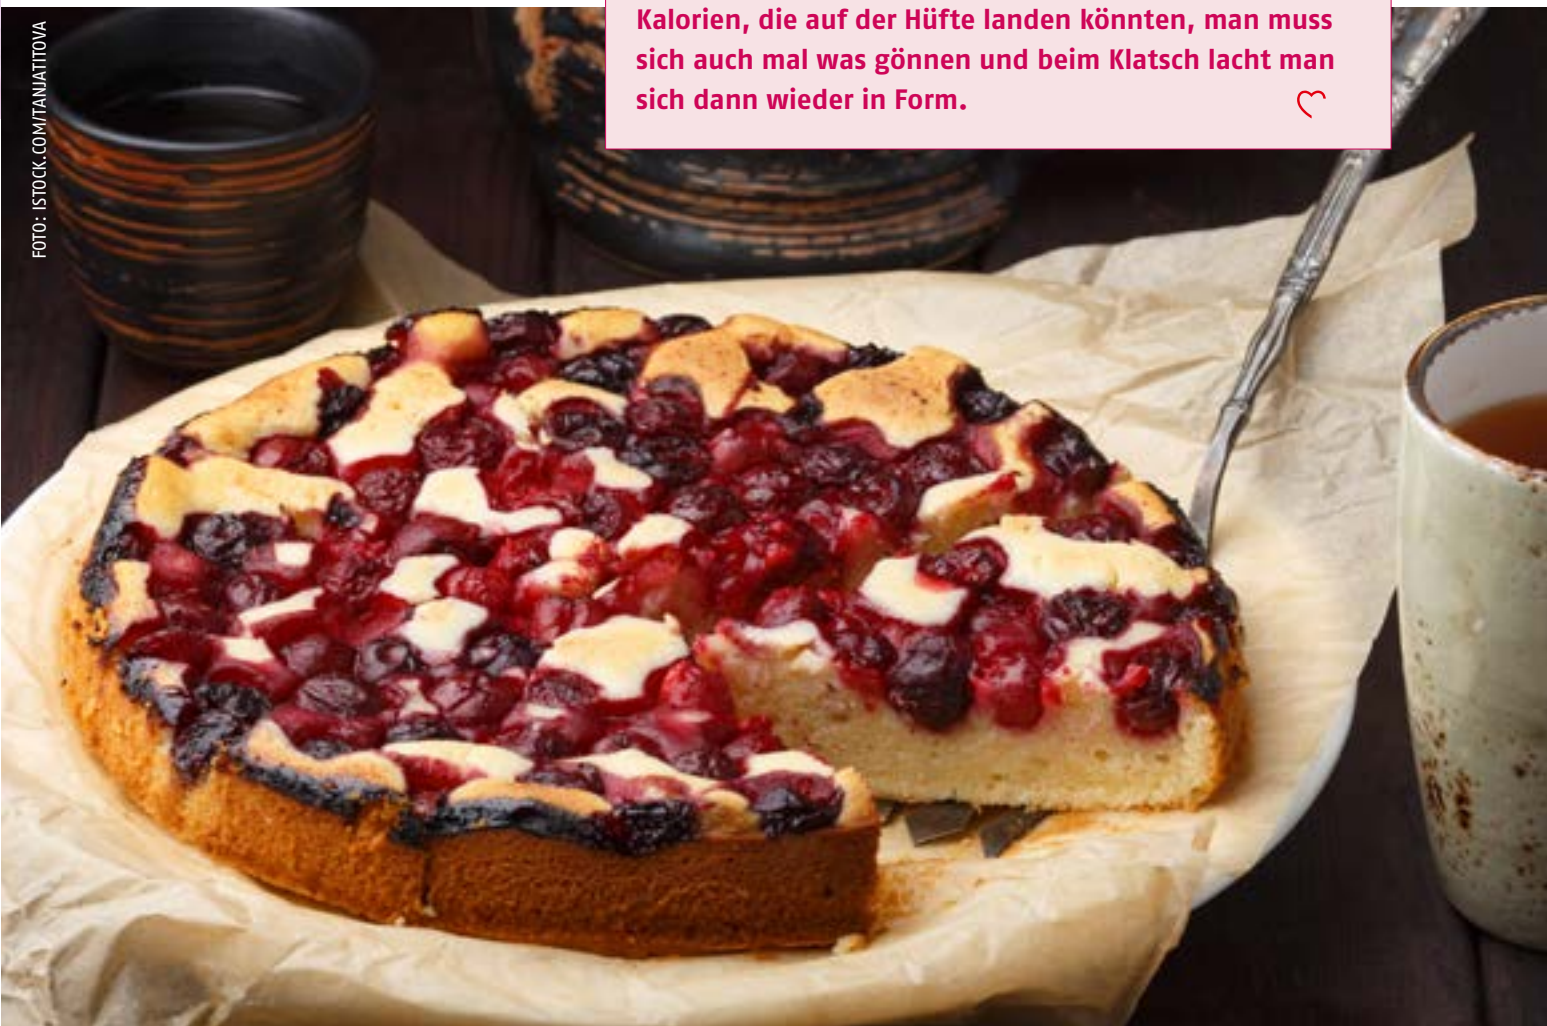 Kalorien, die auf der Hüfte landen könnten, man muss
sich auch mal was gönnen und beim Klatsch lacht man
sich dann wieder in Form.
FOTO: ISTOCK.COM/TANJATITOVA